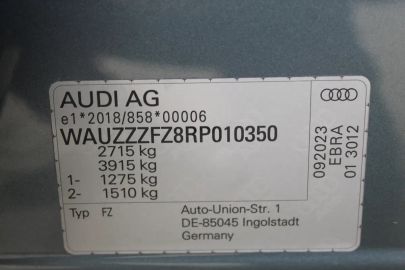 AUDI AG
e1*2018/858*00006
WAUZZZFZ8RP010350
2715 kg
3915 kg
1- 1275 kg
2- 1510 kg
Typ FZ
Auto-Union-Str. 1
DE-85045 Ingolstadt
Germany
092023
EBRA
01 3012